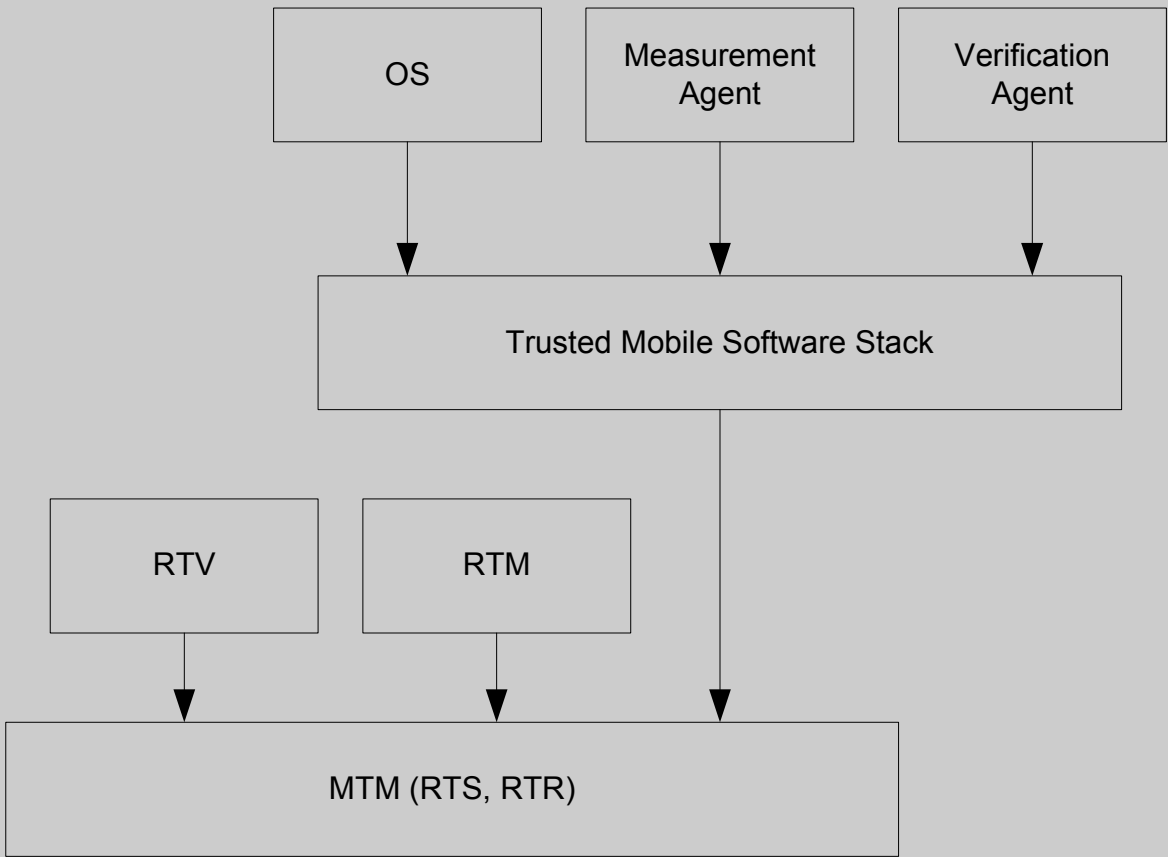 OS
Measurement
Agent
Verification
Agent
Trusted Mobile Software Stack
RTV
RTM
MTM (RTS, RTR)